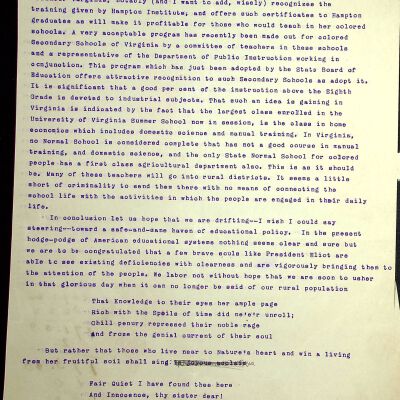 notably (and I want to add, wisely) recognizes the
training given by Hampton Institute, and offers such certificates to Hampton
graduates as will make it profitable for those who would teach in her colored
schools. A very acceptable program has recently been made out for colored
Secondary Schools of Virginia by a committee of teachers in these schools
and a representative of the Department of Public Instruction working in
conjunction. This program which has just been adopted by the State Board of
Education offers attractive recognition to such Secondary Schools as adopt it.
It is significant that a good per cent of the instruction above the Eighth
Grade is devoted to industrial subjects. That such an idea is gaining in
Virginia is indicated by the fact that the largest class enrolled in the
University of Virginia Summer School now in session, is the class in home
economics which includes domestic science and manual training. In Virginia,
no Normal School is considered complete that has not a good course in manual
training, and domestic science, and the only State Normal School for colored
people has a first class agricultural department also. This is as it should
be. Many of these teachers will go into rural districts. It seems a little
short of criminality to send them there with no means of connecting the
school life with the activities in which the people are engaged in their daily
life.
In conclusion let us hope that we are drifting--I wish I could say
steering--toward a safe-and-sane haven of educational policy. In the present
hodge-podge of American educational systems nothing seems clear and sure but
we are to be congratulated that a few brave souls like President Eliot are
able to see existing deficiencies with clearness and are vigorously bringing them to
the attention of the people. We labor not without hope that we are soon to usher
in that glorious day when it can no longer be said of our rural population
That Knowledge to their eyes her ample page
Rich with the Spoils of time did ne'e'r unroll;
Chill penury repressed their noble rage
And froze the genial current of their soul
But rather that those who live near to Nature's heart and win a living
from her fruitful soil shall sing
Fair Quiet I have found thee here
And Innocence, thy sister dear!